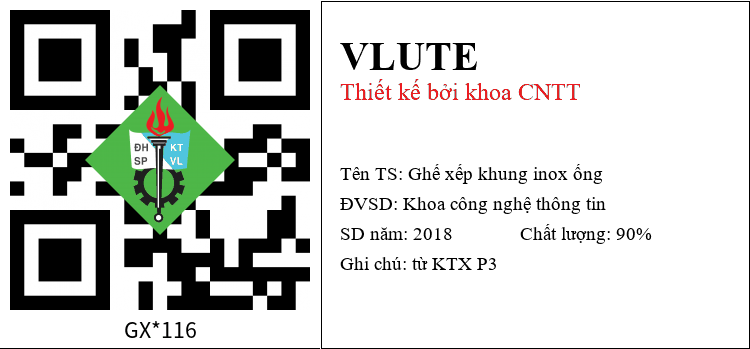 ĐH KT
SP VL
GX*116
VLUTE
Thiết kế bởi khoa CNTT
Tên TS: Ghế xếp khung inox ống
ĐVSD: Khoa công nghệ thông tin
SD năm: 2018 Chất lượng: 90%
Ghi chú: từ KTX P3